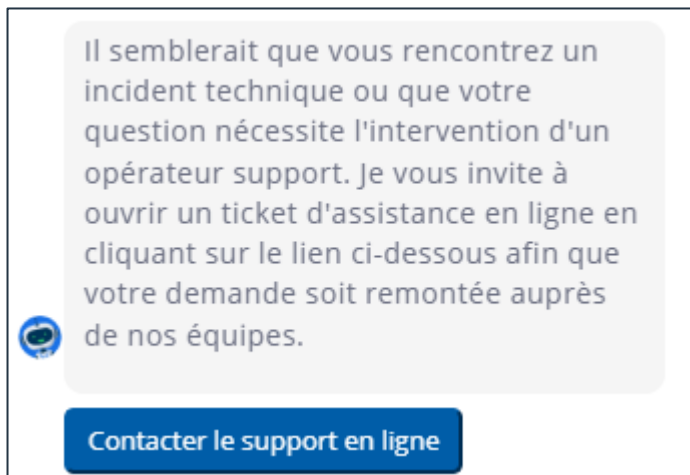 Il semblerait que vous rencontrez un
incident technique ou que votre
question nécessite l'intervention d'un
opérateur support. Je vous invite à
ouvrir un ticket d'assistance en ligne en
cliquant sur le lien ci-dessous afin que
votre demande soit remontée auprès
de nos équipes.
Contacter le support en ligne